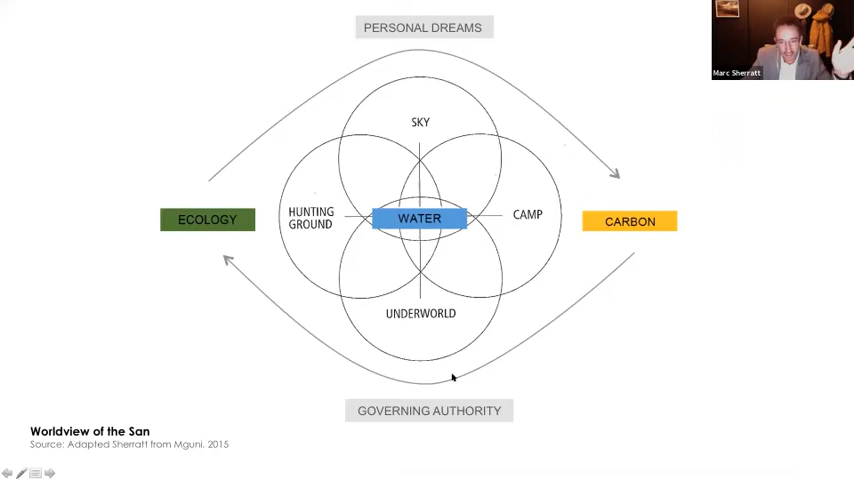 PERSONAL DREAMS
Marc Sherratt
SKY
ECOLOGY
HUNTING
GROUND
WATER
CAMP
CARBON
UNDERWORLD
GOVERNING AUTHORITY
Worldview of the San
Source: Adapted Sherratt from Mguni, 2015